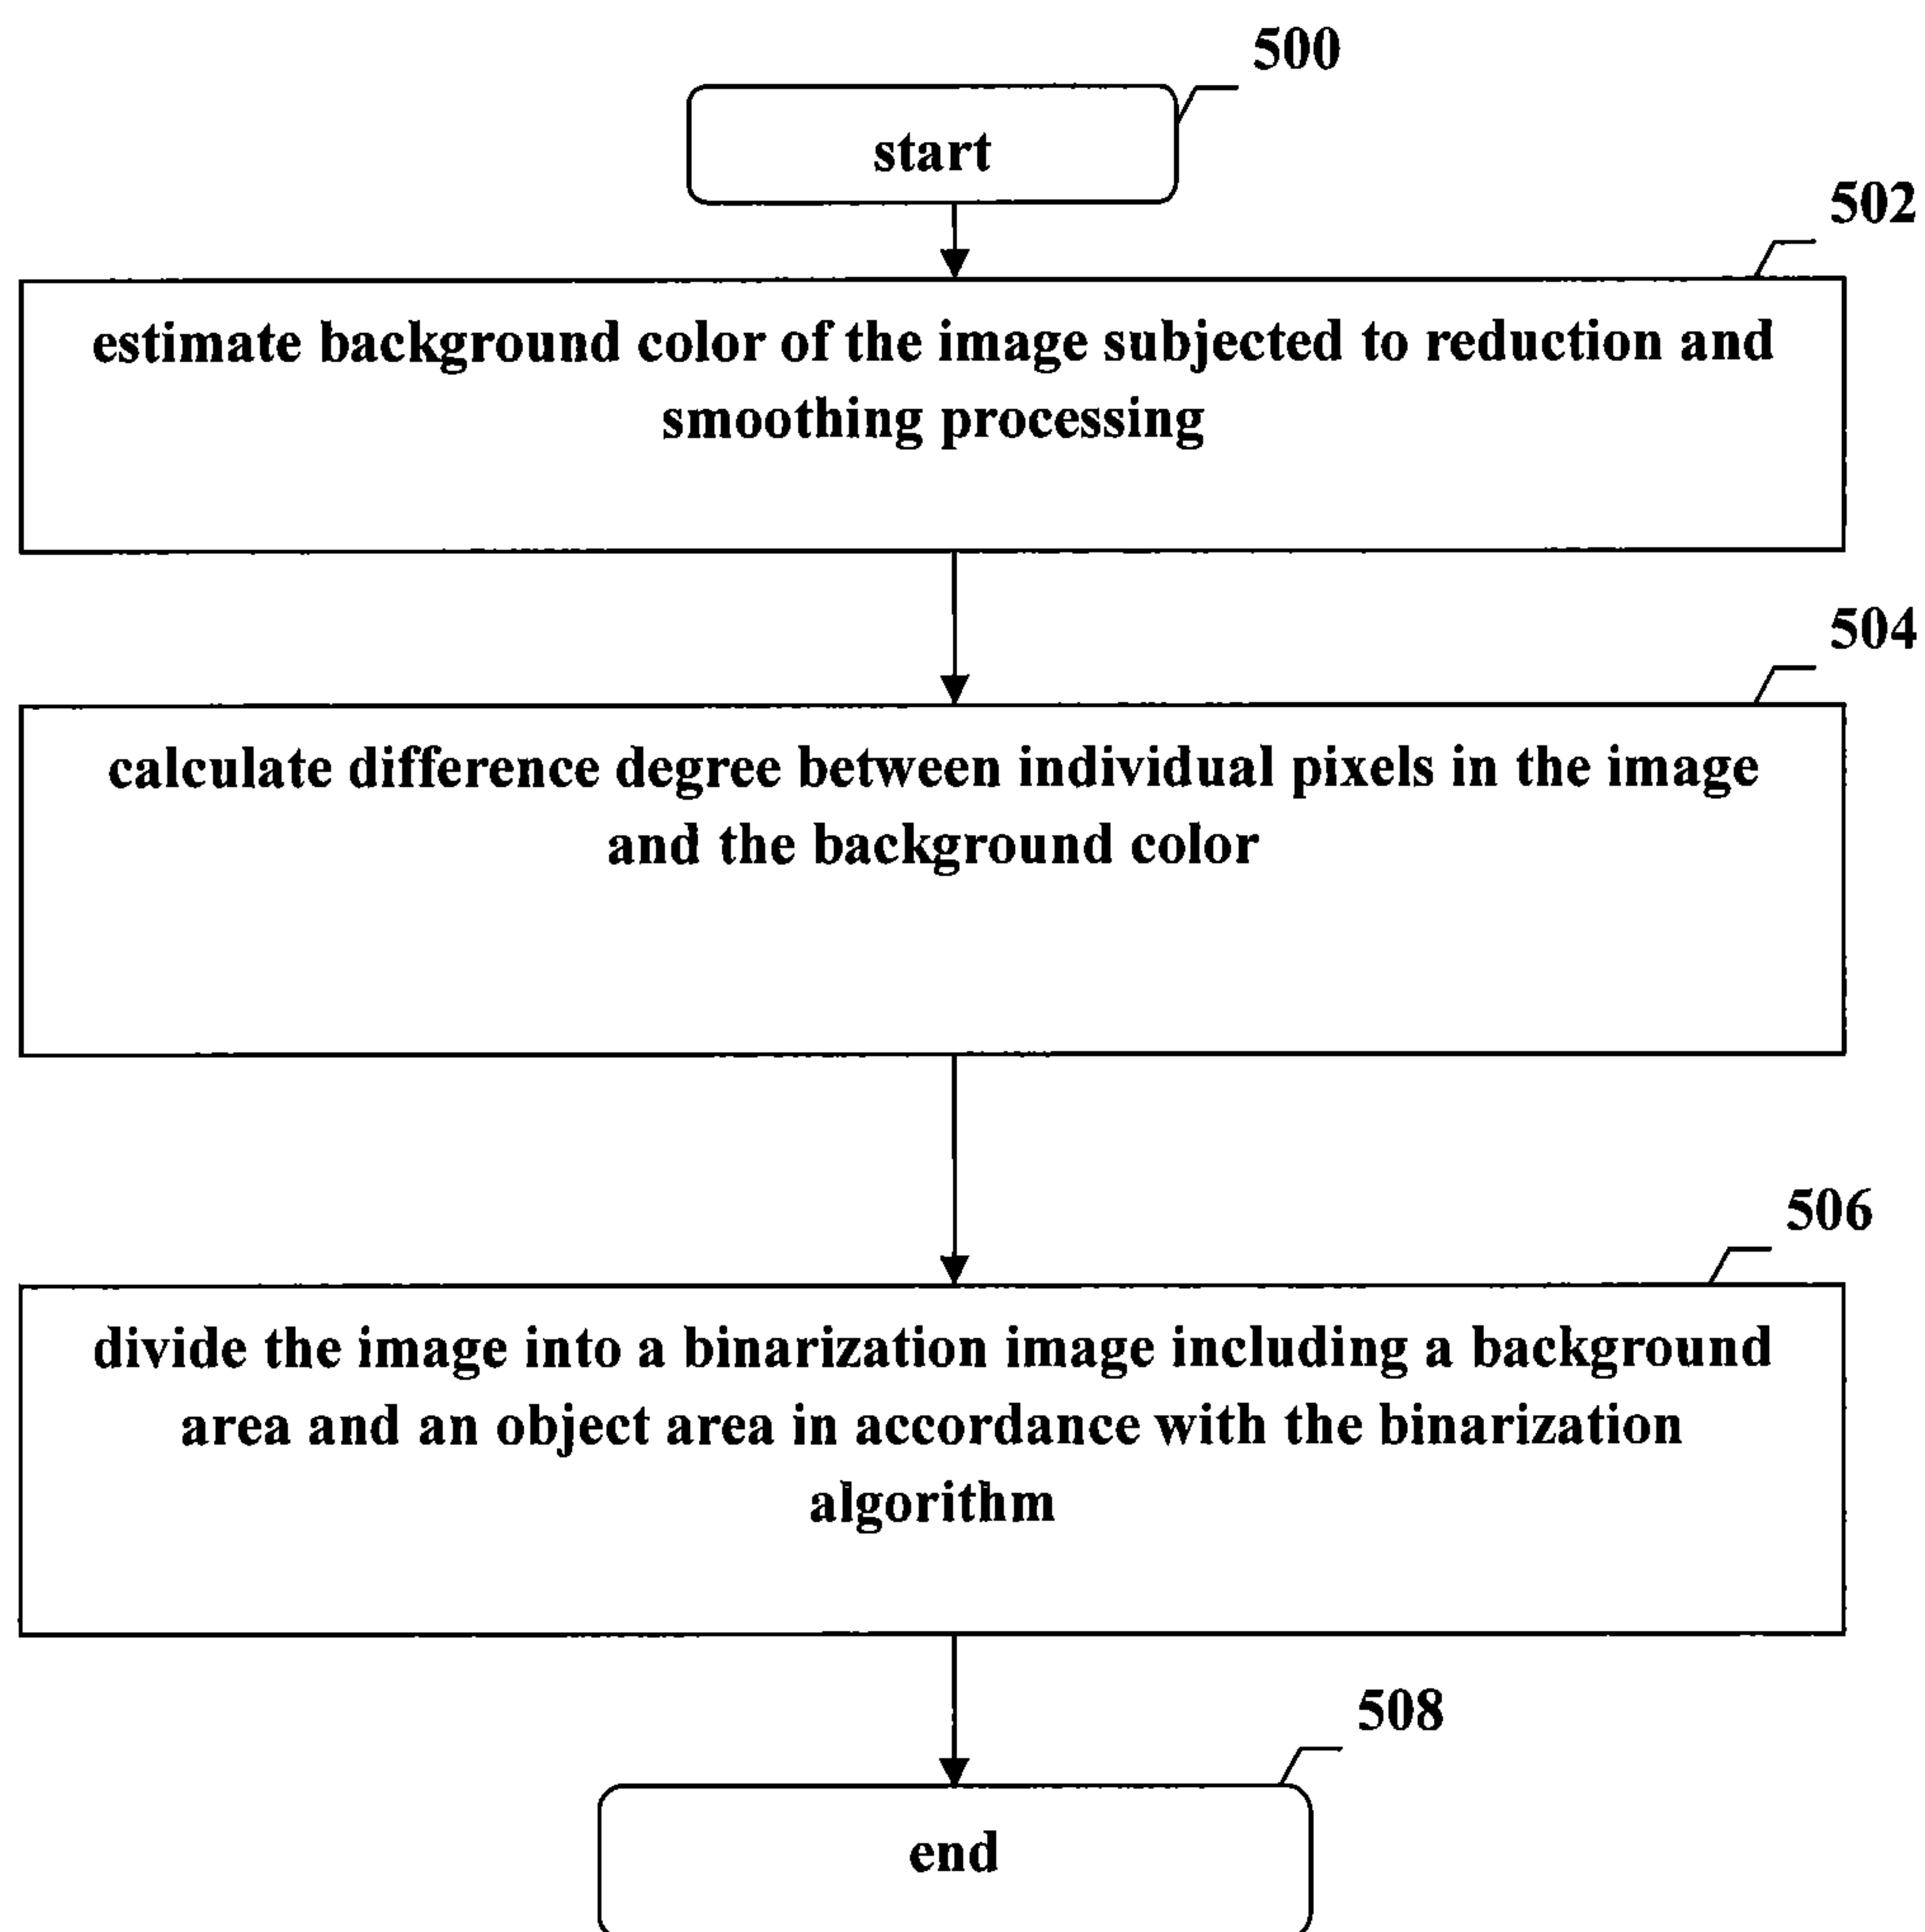 500
start
502
estimate background color of the image subjected to reduction and
smoothing processing
504
calculate difference degree between individual pixels in the image
and the background color
506
divide the image into a binarization image including a background
area and an object area in accordance with the binarization
algorithm
508
end